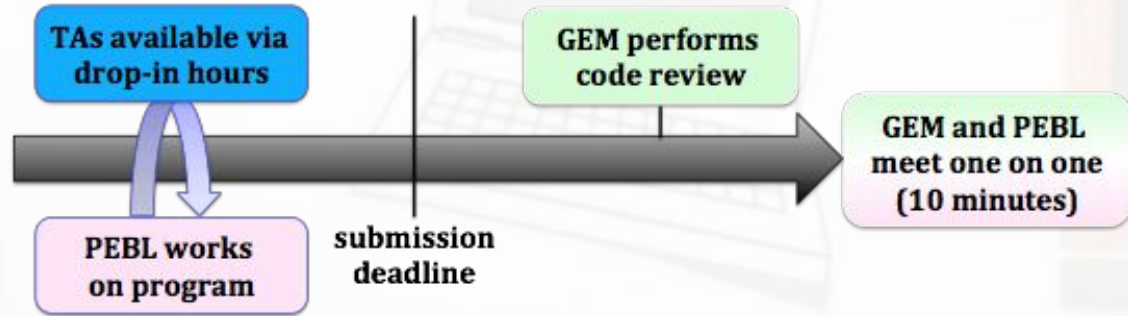 TAs available via
drop-in hours
GEM performs
code review
GEM and PEBL
meet one on one
(10 minutes)
PEBL works
on program
submission
deadline